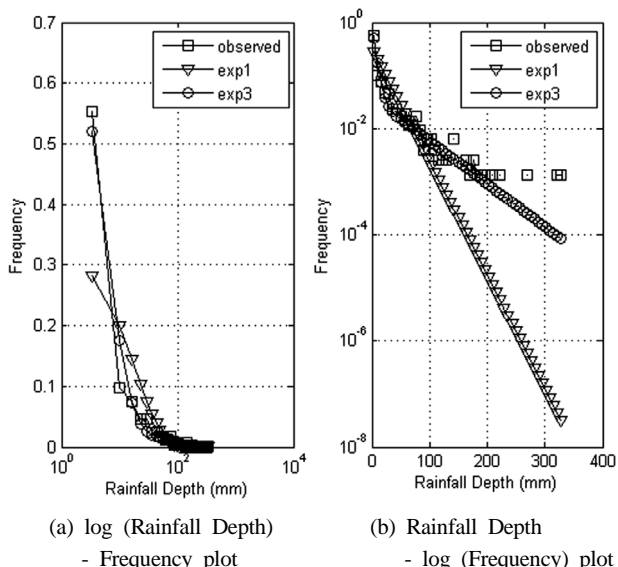 0.7
0.6
0.5
0.4
0.3
0.2
0.1
0
Frequency
10^0
10^2
10^4
Rainfall Depth (mm)
observed
exp1
exp3
(a) log (Rainfall Depth)
- Frequency plot
10^0
10^-2
10^-4
10^-6
10^-8
Frequency
0
100
200
300
400
Rainfall Depth (mm)
observed
exp1
exp3
(b) Rainfall Depth
- log (Frequency) plot